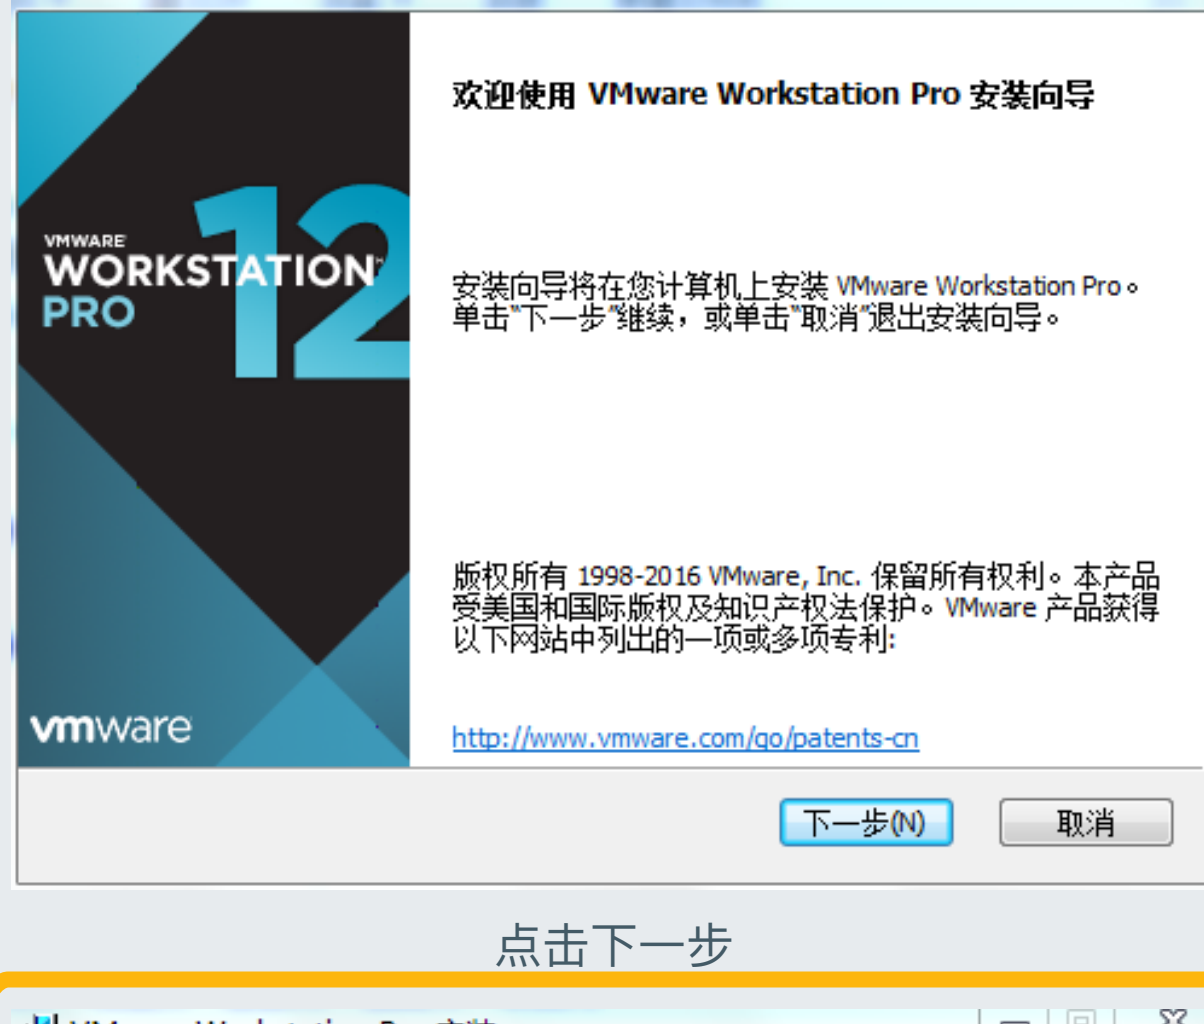 欢迎使用 VMware Workstation Pro 安装向导
VMWARE
WORKSTATION
PRO
12
安装向导将在您计算机上安装 VMware Workstation Pro。
单击"下一步"继续，或单击"取消"退出安装向导。
版权所有 1998-2016 VMware, Inc. 保留所有权利。本产品
受美国和国际版权及知识产权法保护。VMware 产品获得
以下网站中列出的一项或多项专利:
vmware
http://www.vmware.com/go/patents-cn
下一步(N)
取消
点击下一步